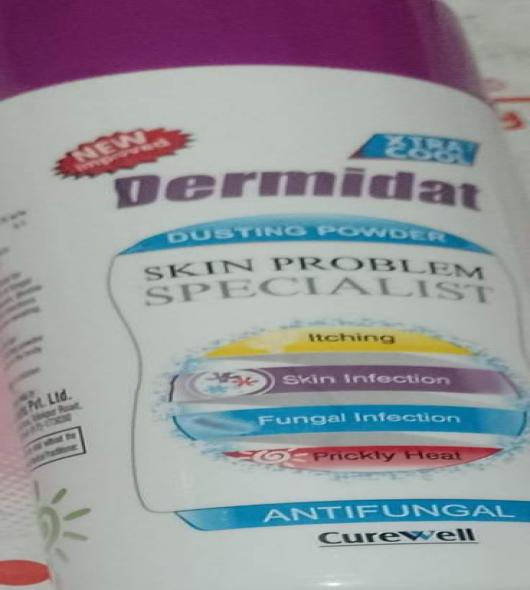 NEW
Improved
XTRA
COOL
Dermidat
DUSTING POWDER
SKIN PROBLEM
SPECIALIST
Itching
Skin Infection
Fungal Infection
Prickly Heat
ANTIFUNGAL
CureWell
Pvt. Ltd.